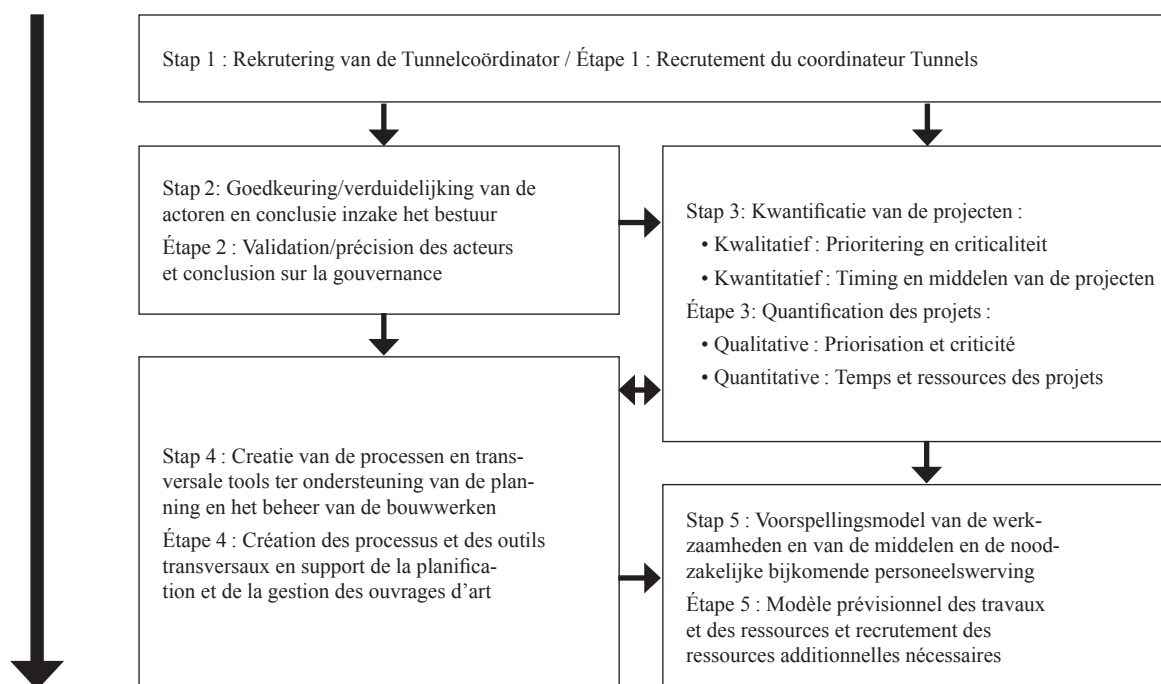 Stap 1 : Rekrutering van de Tunnelcoördinator / Étape 1 : Recrutement du coordinateur Tunnels
Stap 2: Goedkeuring/verduidelijking van de
actoren en conclusie inzake het bestuur
Étape 2 : Validation/précision des acteurs
et conclusion sur la gouvernance
Stap 3: Kwantificatie van de projecten :
• Kwalitatief : Prioritering en criticaliteit
• Kwantitatief : Timing en middelen van de projecten
Étape 3: Quantification des projets :
• Qualitative : Priorisation et criticité
• Quantitative : Temps et ressources des projets
Stap 4 : Creatie van de processen en trans-
versale tools ter ondersteuning van de plan-
ning en het beheer van de bouwwerken
Étape 4 : Création des processus et des outils
transversaux en support de la planifica-
tion et de la gestion des ouvrages d'art
Stap 5 : Voorspellingsmodel van de werk-
zaamheden en van de middelen en de nood-
zakelijke bijkomende personeelswerving
Étape 5 : Modèle prévisionnel des travaux
et des ressources et recrutement des
ressources additionnelles nécessaires